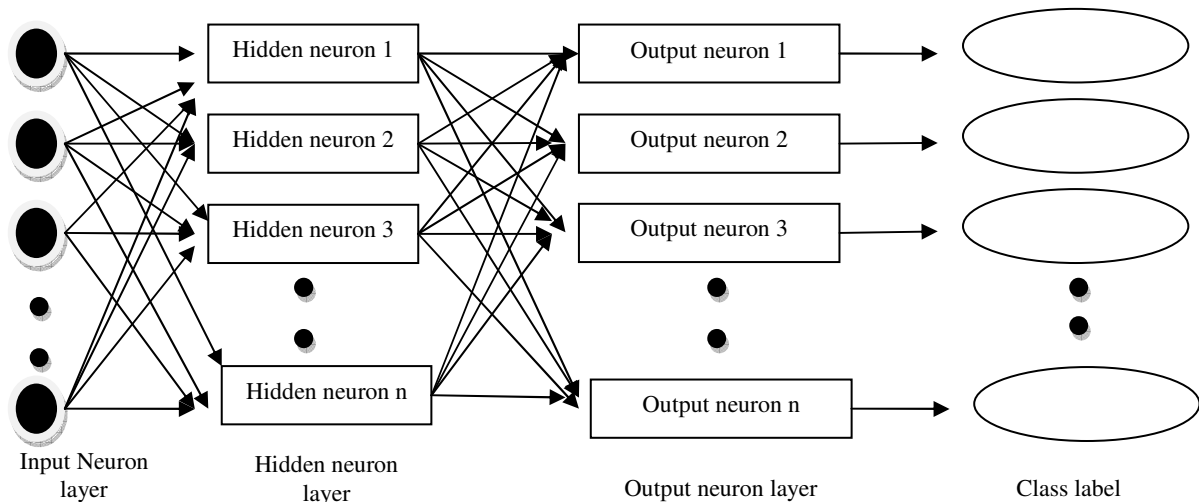 Hidden neuron 1
Output neuron 1
Hidden neuron 2
Output neuron 2
Hidden neuron 3
Output neuron 3
Hidden neuron n
Output neuron n
Input Neuron
layer
Hidden neuron
layer
Output neuron layer
Class label